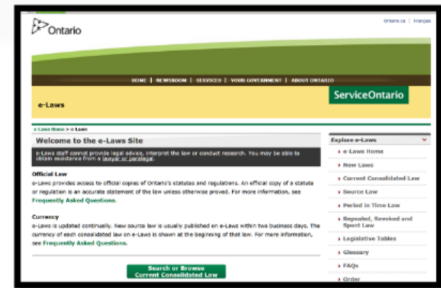 Ontario
Ontario.ca | Français
HOME | NEWSROOM | SERVICES | YOUR GOVERNMENT | ABOUT ONTARIO
ServiceOntario
e-Laws
e-Laws Home > e-Laws
Welcome to the e-Laws Site
e-Laws staff cannot provide legal advice, interpret the law or conduct research. You may be able to
obtain assistance from a lawyer or paralegal.
Official Law
e-Laws provides access to official copies of Ontario's statutes and regulations. An official copy of a statute
or regulation is an accurate statement of the law unless otherwise proved. For more information, see
Frequently Asked Questions.
Currency
e-Laws is updated continually. New source law is usually published on e-Laws within two business days. The
currency of each consolidated law on e-Laws is shown at the beginning of that law. For more information,
see Frequently Asked Questions.
Search or Browse
Current Consolidated Law
Explore e-Laws
e-Laws Home
New Laws
Current Consolidated Law
Source Law
Period in Time Law
Repealed, Revoked and
Spent Law
Legislative Tables
Glossary
FAQs
Order